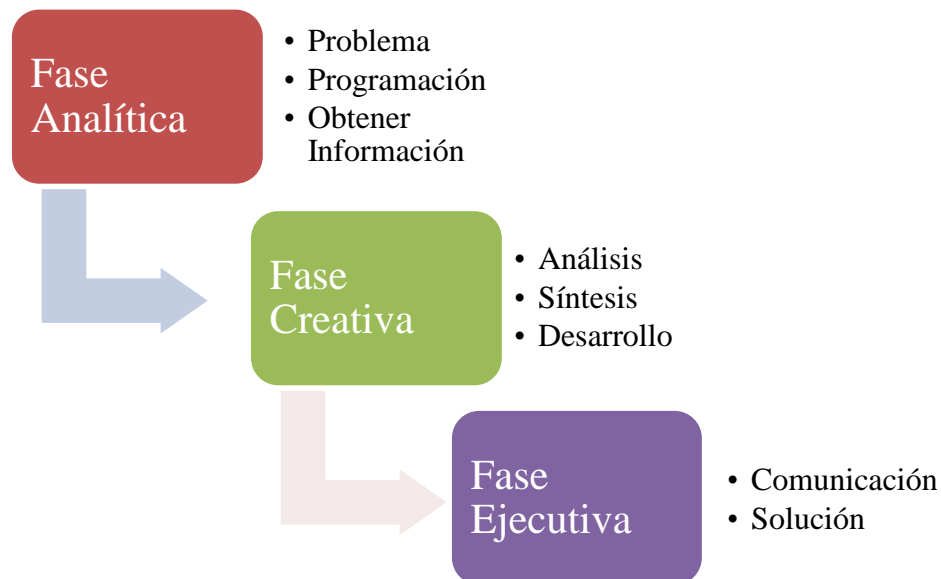 Fase
Analítica
• Problema
• Programación
• Obtener
Información
Fase
Creativa
• Análisis
• Síntesis
• Desarrollo
Fase
Ejecutiva
• Comunicación
• Solución